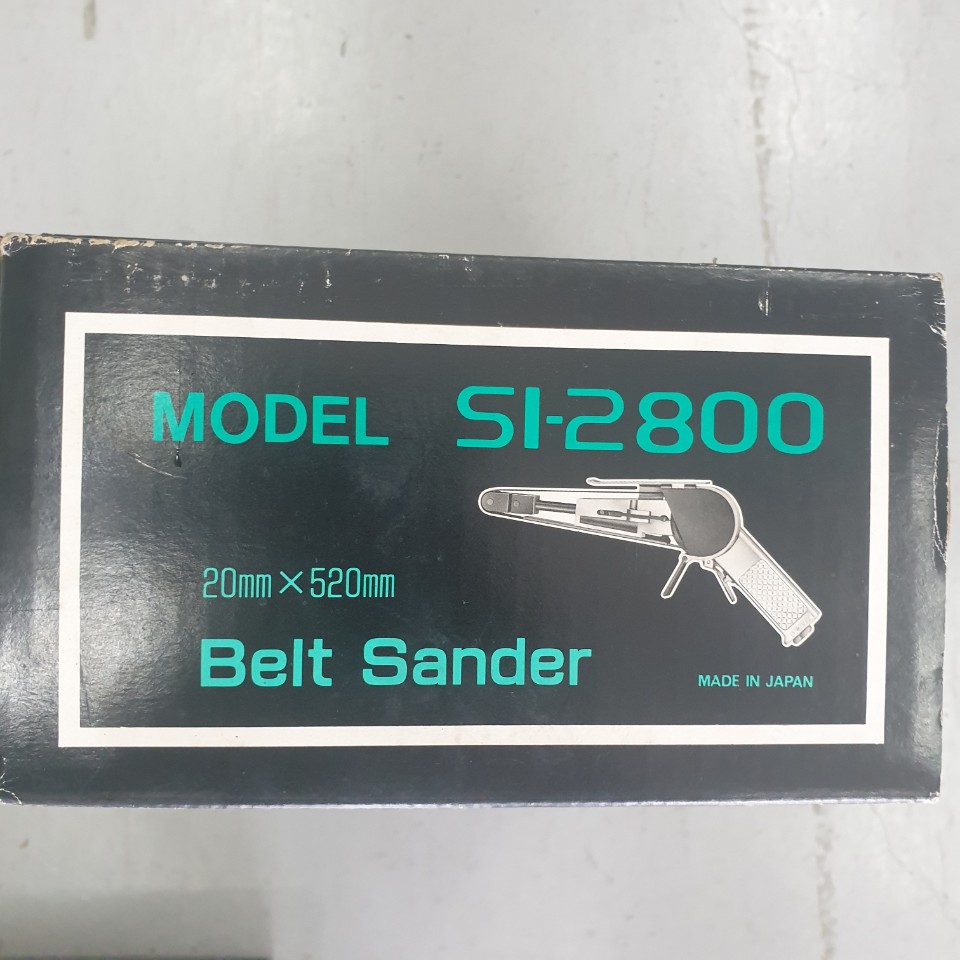 MODEL SI-2800
20mm×520mm
Belt Sander
MADE IN JAPAN